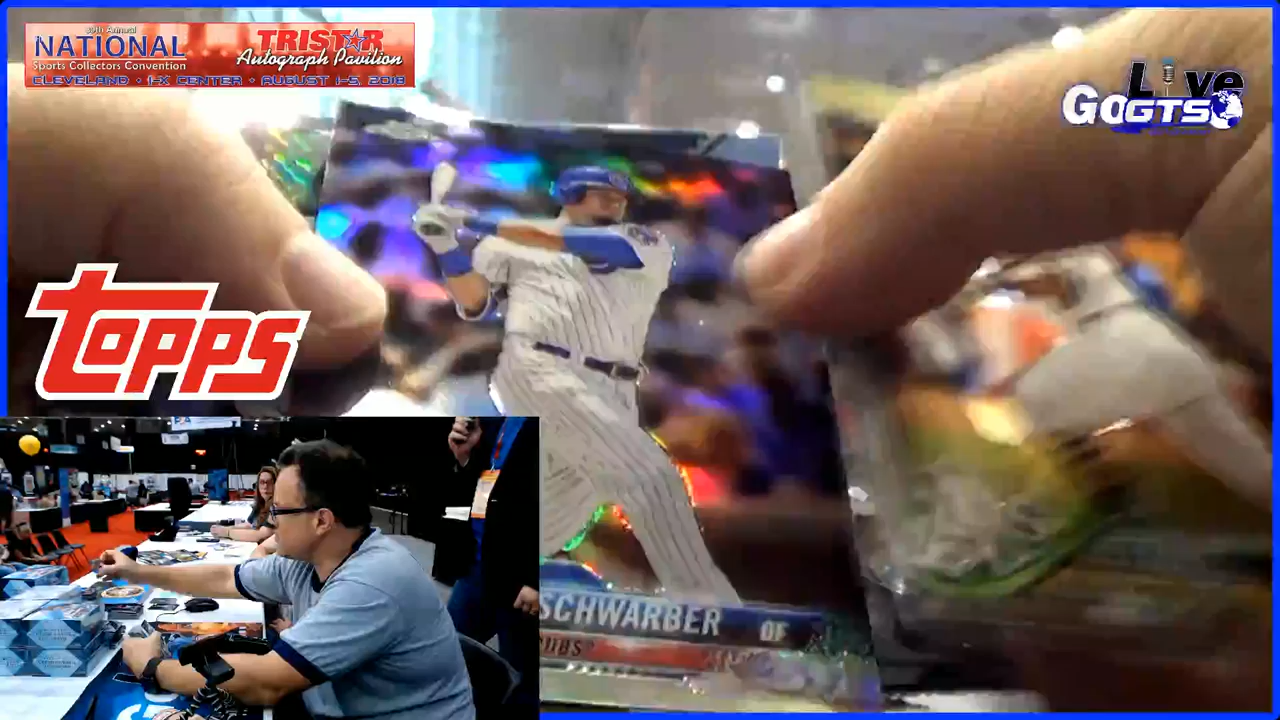 39th Annual
NATIONAL
Sports Collectors Convention
TRISTAR
Autograph Pavilion
CLEVELAND • I-X CENTER • AUGUST 1-5, 2018
Live
GOGTS
topps
SCHWARBER OF
CUBS